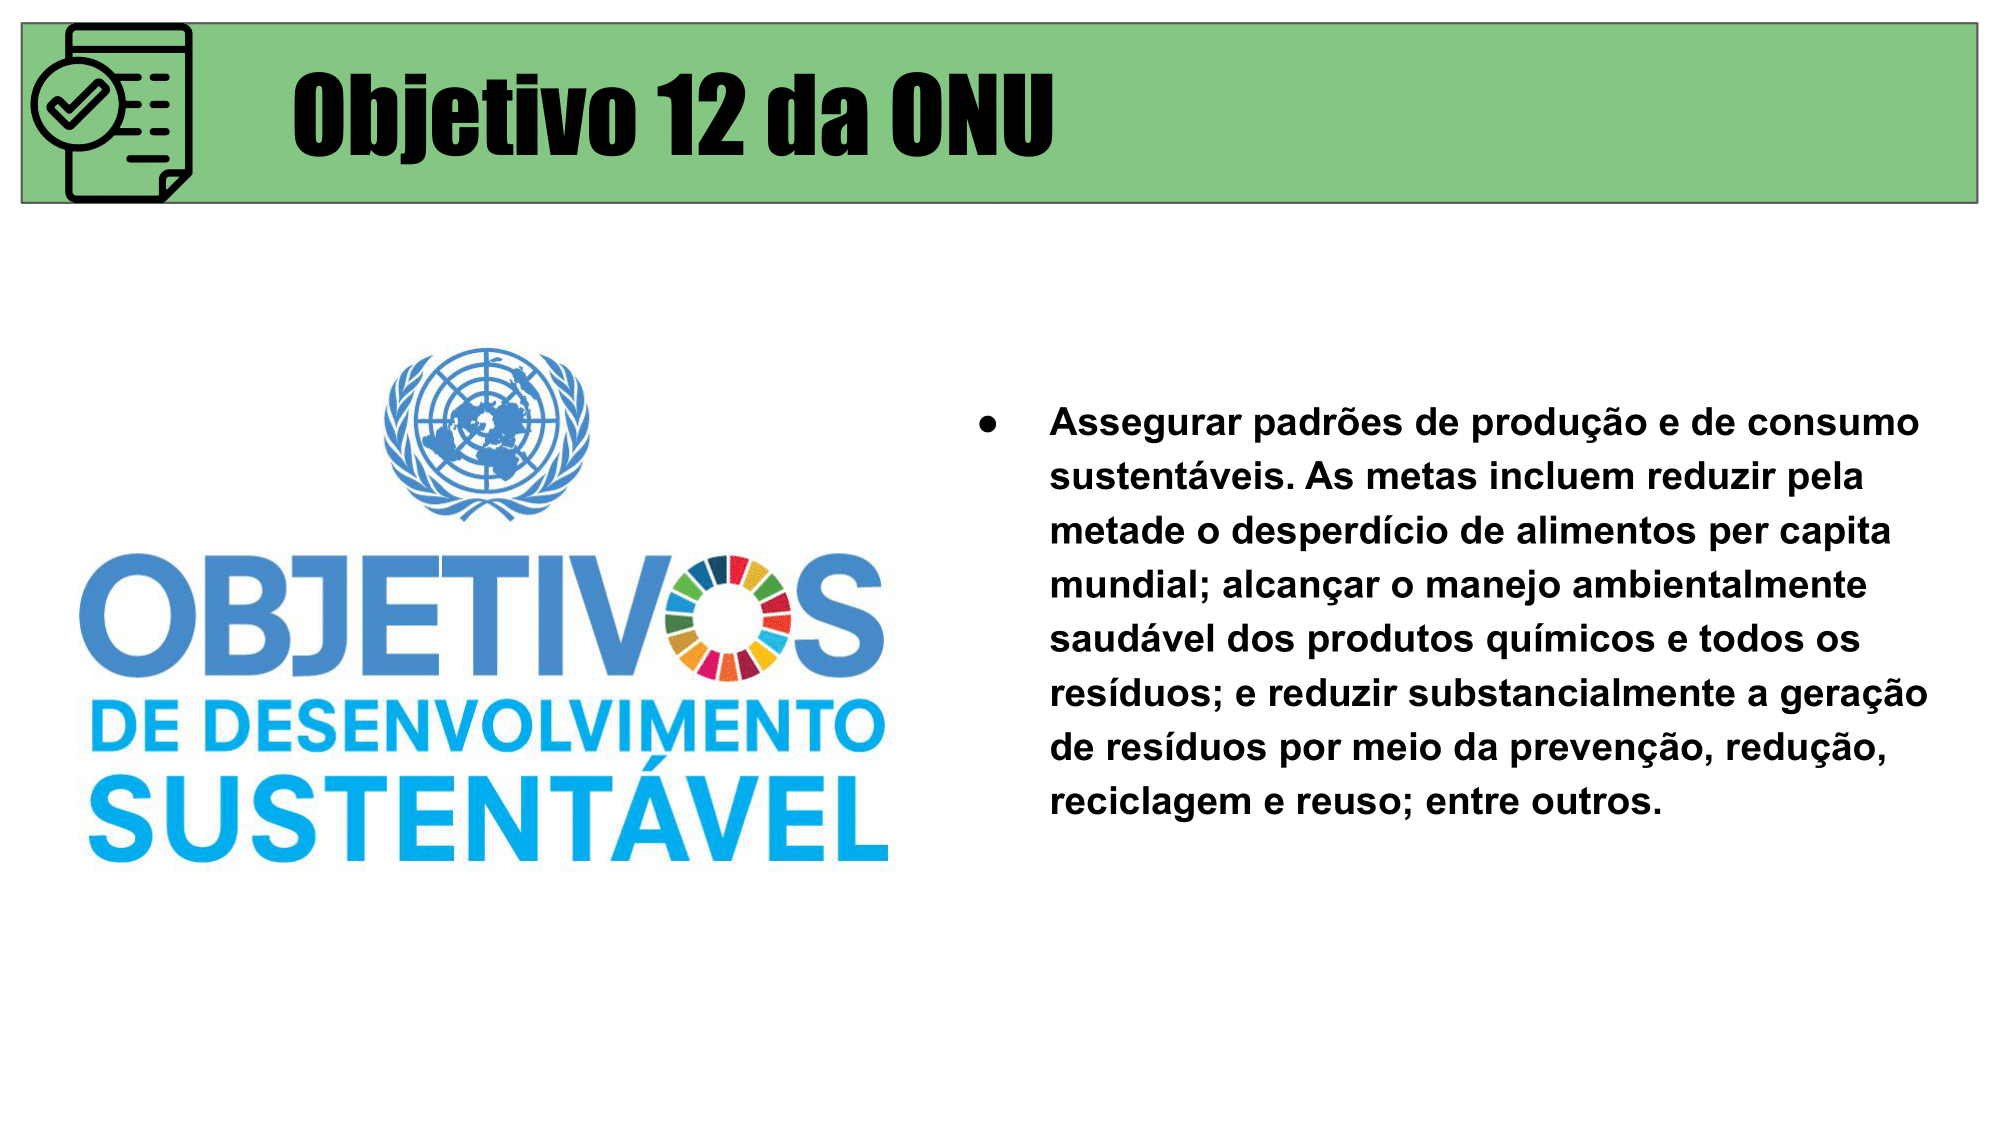 Objetivo 12 da ONU
OBJETIVOS
DE DESENVOLVIMENTO
SUSTENTÁVEL
● Assegurar padrões de produção e de consumo
sustentáveis. As metas incluem reduzir pela
metade o desperdício de alimentos per capita
mundial; alcançar o manejo ambientalmente
saudável dos produtos químicos e todos os
resíduos; e reduzir substancialmente a geração
de resíduos por meio da prevenção, redução,
reciclagem e reuso; entre outros.